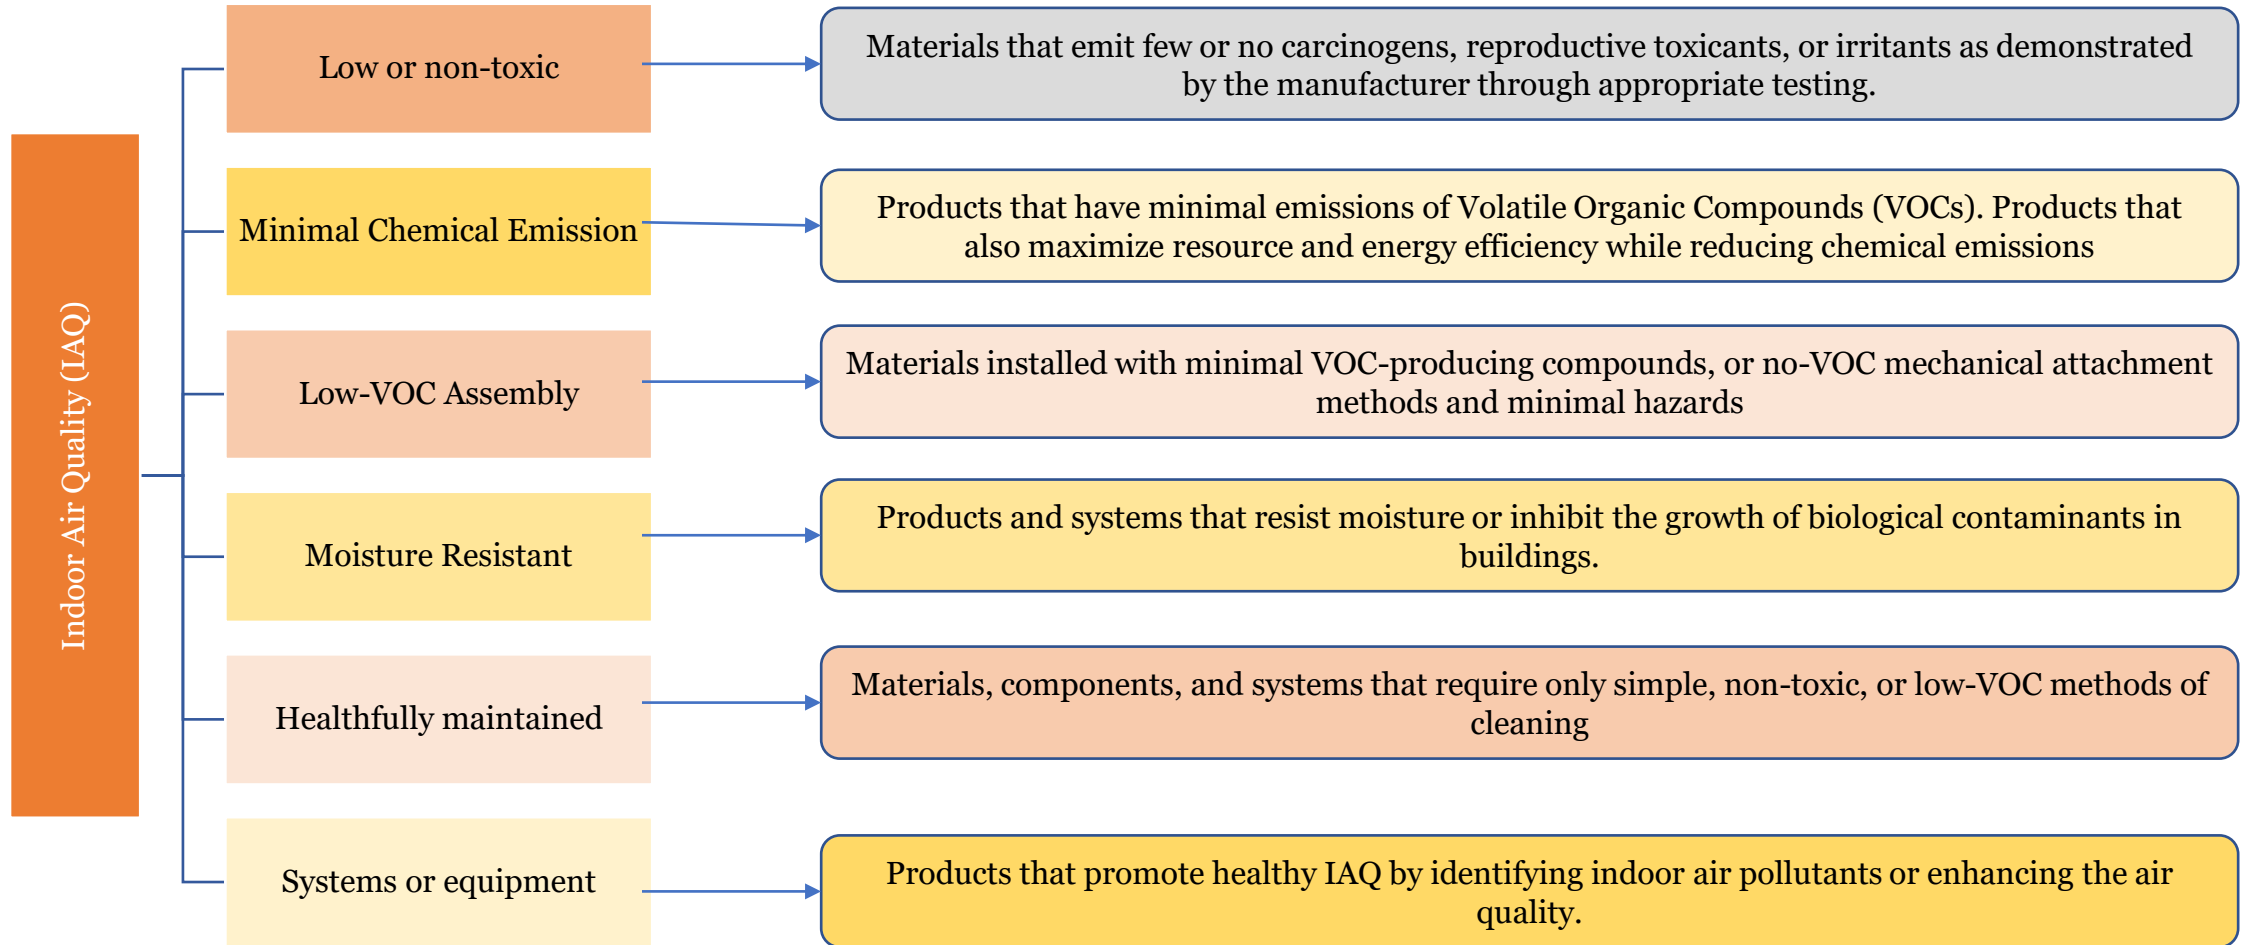 Indoor Air Quality (IAQ)
Low or non-toxic
Materials that emit few or no carcinogens, reproductive toxicants, or irritants as demonstrated
by the manufacturer through appropriate testing.
Minimal Chemical Emission
Products that have minimal emissions of Volatile Organic Compounds (VOCs). Products that
also maximize resource and energy efficiency while reducing chemical emissions
Low-VOC Assembly
Materials installed with minimal VOC-producing compounds, or no-VOC mechanical attachment
methods and minimal hazards
Moisture Resistant
Products and systems that resist moisture or inhibit the growth of biological contaminants in
buildings.
Healthfully maintained
Materials, components, and systems that require only simple, non-toxic, or low-VOC methods of
cleaning
Systems or equipment
Products that promote healthy IAQ by identifying indoor air pollutants or enhancing the air
quality.